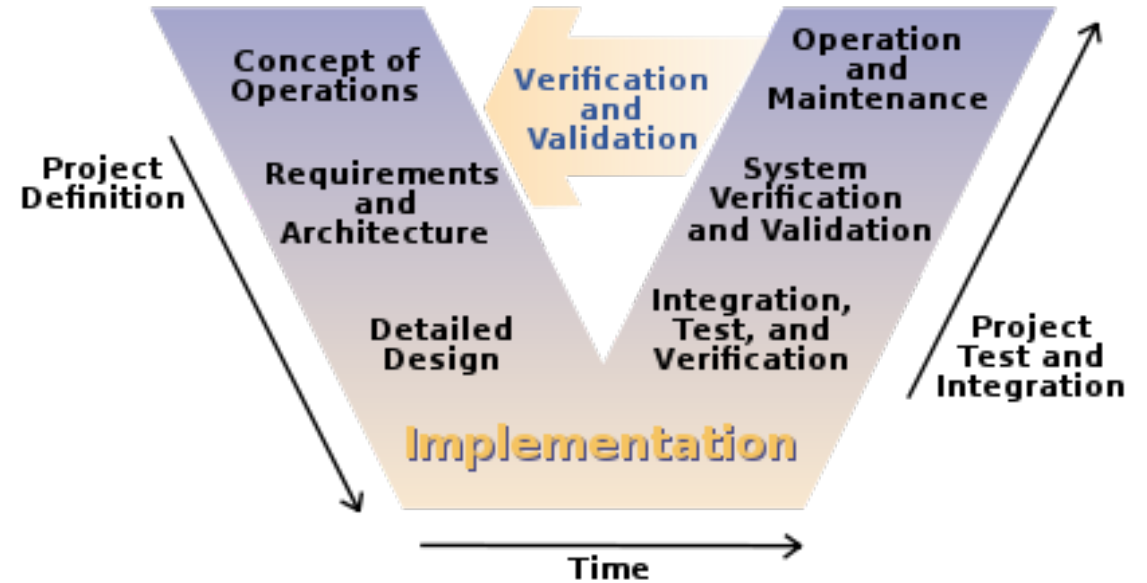 Concept of
Operations
Verification
and
Validation
Operation
and
Maintenance
Project
Definition
Requirements
and
Architecture
System
Verification
and Validation
Detailed
Design
Integration,
Test, and
Verification
Project
Test and
Integration
Implementation
Time